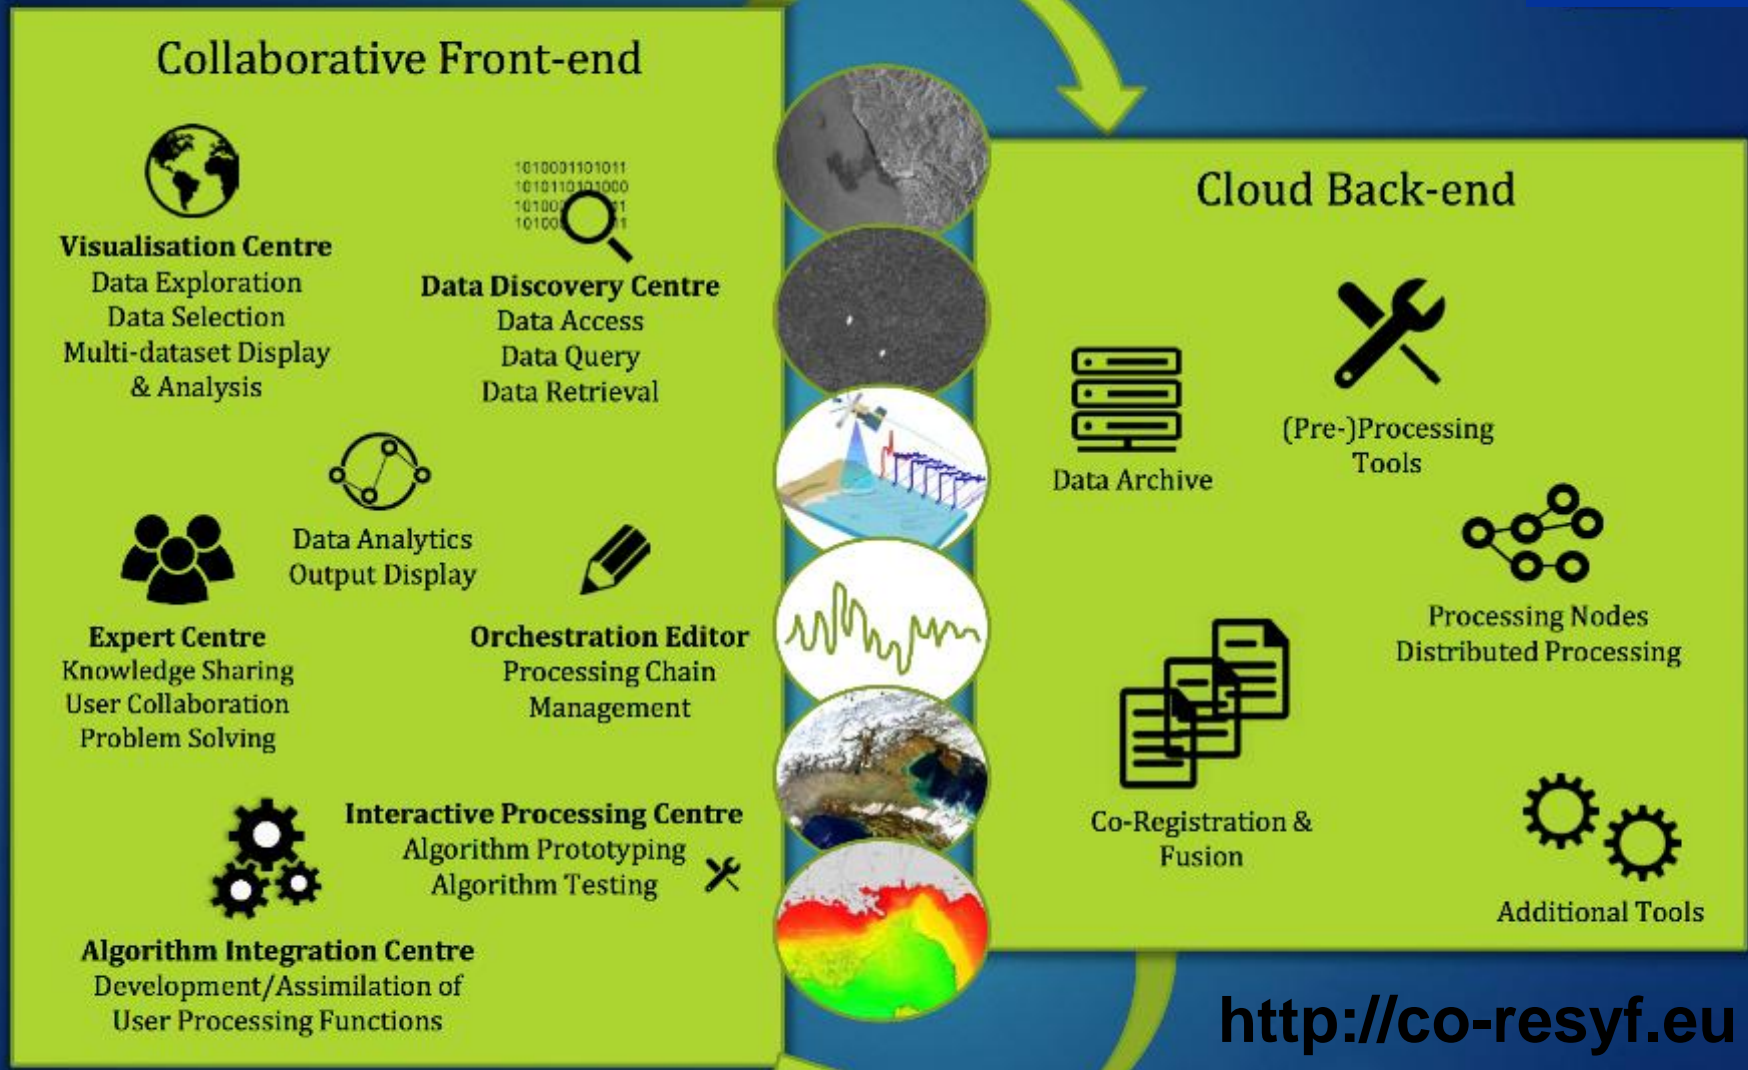 Collaborative Front-end
1010001101011
1010110101000
Visualisation Centre
Data Exploration
Data Selection
Multi-dataset Display
& Analysis
Data Discovery Centre
Data Access
Data Query
Data Retrieval
Data Analytics
Output Display
Expert Centre
Knowledge Sharing
User Collaboration
Problem Solving
Orchestration Editor
Processing Chain
Management
Interactive Processing Centre
Algorithm Prototyping
Algorithm Testing
Algorithm Integration Centre
Development/Assimilation of
User Processing Functions
Cloud Back-end
(Pre-)Processing
Tools
Data Archive
Processing Nodes
Distributed Processing
Co-Registration &
Fusion
Additional Tools
http://co-resyf.eu